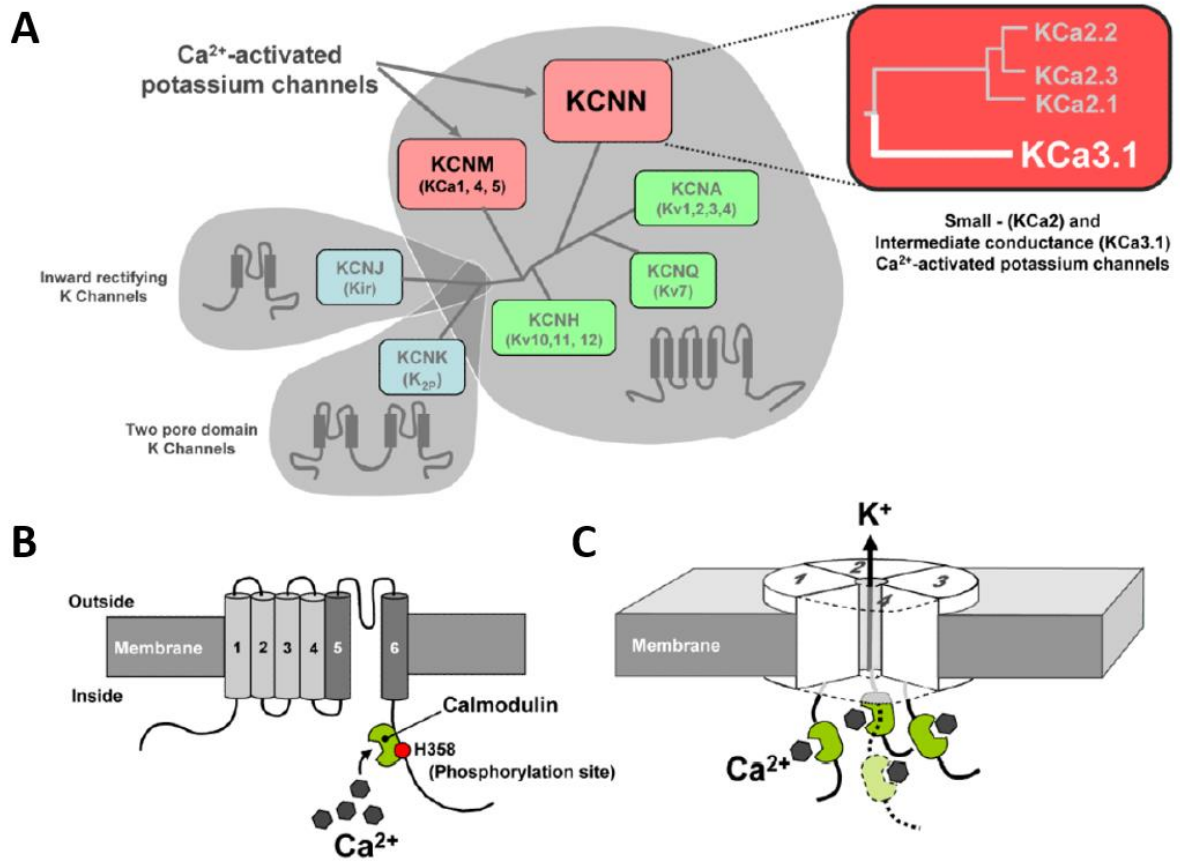 A
Ca²⁺-activated
potassium channels
KCNN
KCNM
(KCa1, 4, 5)
KCNA
(Kv1,2,3,4)
KCNQ
(Kv7)
KCNH
(Kv10,11, 12)
KCNJ
(Kir)
KCNK
(K₂P)
Inward rectifying
K Channels
Two pore domain
K Channels
KCa2.2
KCa2.3
KCa2.1
KCa3.1
Small - (KCa2) and
Intermediate conductance (KCa3.1)
Ca²⁺-activated potassium channels
B
Outside
Membrane
Inside
1 2 3 4 5 6
Calmodulin
H358
(Phosphorylation site)
Ca²⁺
C
K⁺
1 2 3 4
Membrane
Ca²⁺